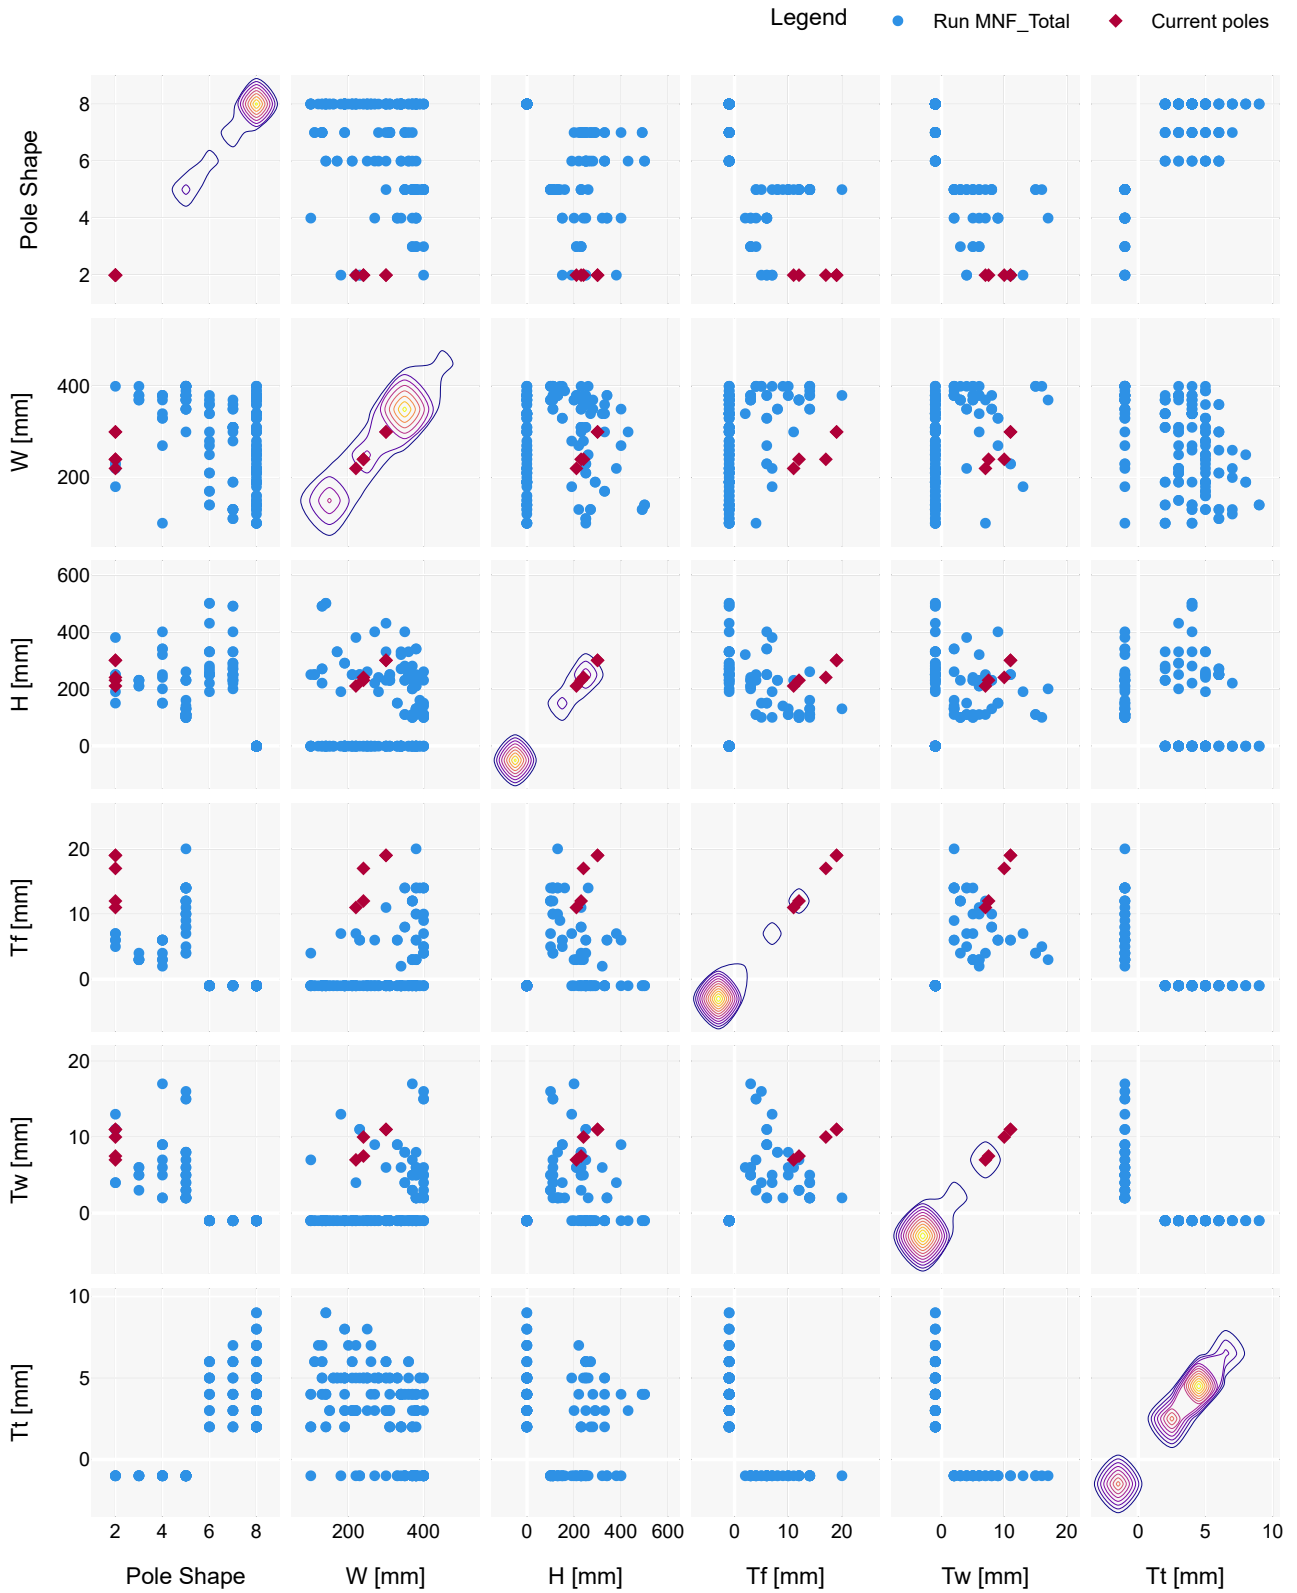 Legend Run MNF_Total Current poles
Pole Shape
8
6
4
2
W [mm]
400
200
H [mm]
600
400
200
0
Tf [mm]
20
10
0
Tw [mm]
20
10
0
Tt [mm]
10
5
0
2 4 6 8 200 400 0 200 400 600 0 10 20 0 20 0 5 10
Pole Shape W [mm] H [mm] Tf [mm] Tw [mm] Tt [mm]